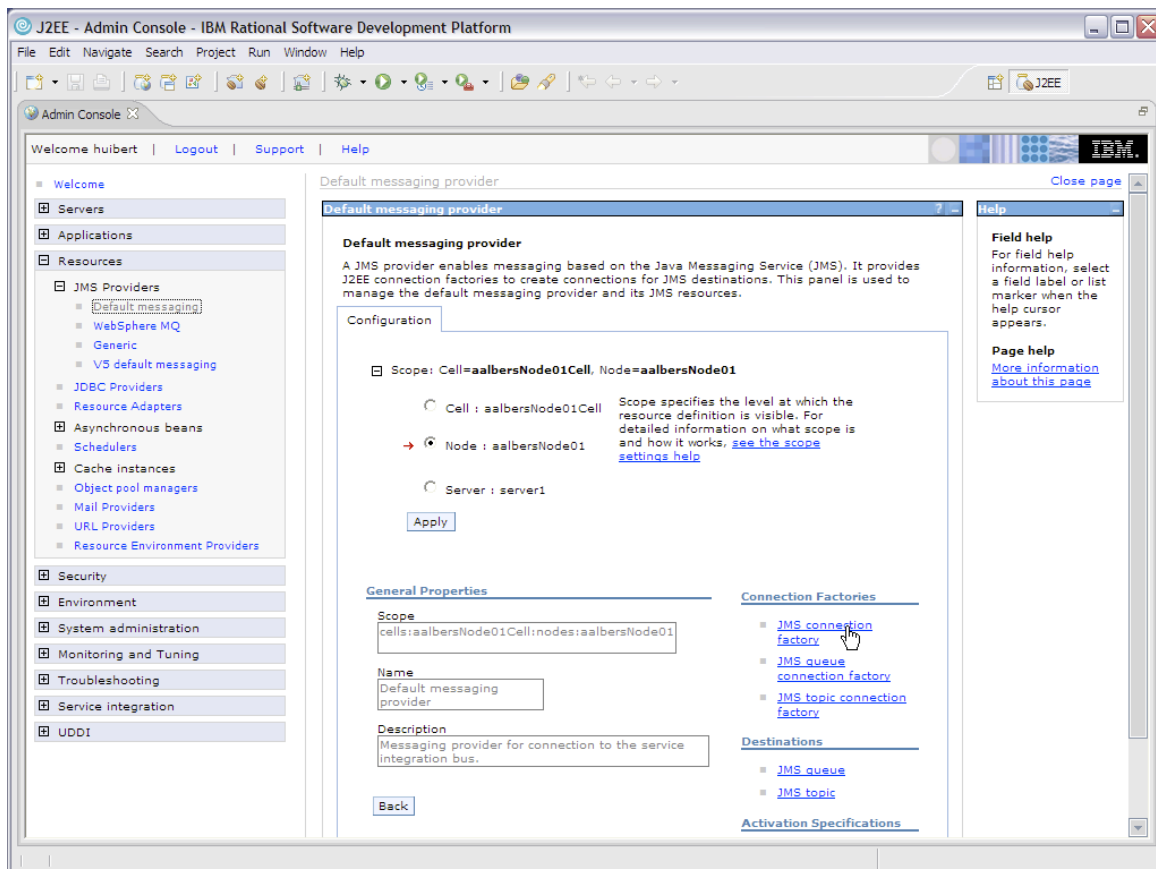 J2EE - Admin Console - IBM Rational Software Development Platform
File Edit Navigate Search Project Run Window Help
J2EE
Admin Console
Welcome huibert | Logout | Support | Help
IBM.
Welcome
Servers
Applications
Resources
JMS Providers
Default messaging
WebSphere MQ
Generic
V5 default messaging
JDBC Providers
Resource Adapters
Asynchronous beans
Schedulers
Cache instances
Object pool managers
Mail Providers
URL Providers
Resource Environment Providers
Security
Environment
System administration
Monitoring and Tuning
Troubleshooting
Service integration
UDDI
Default messaging provider
Close page
Default messaging provider
? -
Default messaging provider
A JMS provider enables messaging based on the Java Messaging Service (JMS). It provides
J2EE connection factories to create connections for JMS destinations. This panel is used to
manage the default messaging provider and its JMS resources.
Configuration
Scope: Cell=aalbersNode01Cell, Node=aalbersNode01
Cell : aalbersNode01Cell
Node : aalbersNode01
Server : server1
Scope specifies the level at which the
resource definition is visible. For
detailed information on what scope is
and how it works, see the scope
settings help
Apply
General Properties
Scope
cells:aalbersNode01Cell:nodes:aalbersNode01
Name
Default messaging
provider
Description
Messaging provider for connection to the service
integration bus.
Back
Connection Factories
JMS connection
factory
JMS queue
connection factory
JMS topic connection
factory
Destinations
JMS queue
JMS topic
Activation Specifications
Help
Field help
For field help
information, select
a field label or list
marker when the
help cursor
appears.
Page help
More information
about this page